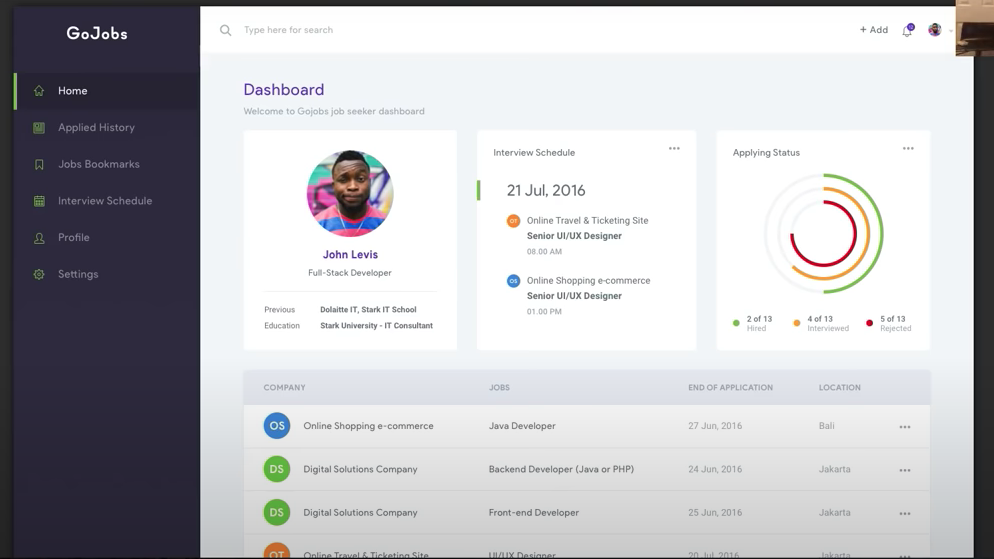 GoJobs
Type here for search
+ Add
Home
Applied History
Jobs Bookmarks
Interview Schedule
Profile
Settings
Dashboard
Welcome to Gojobs job seeker dashboard
John Levis
Full-Stack Developer
Previous Dolaitte IT, Stark IT School
Education Stark University - IT Consultant
Interview Schedule
21 Jul, 2016
OT Online Travel & Ticketing Site
Senior UI/UX Designer
08.00 AM
OS Online Shopping e-commerce
Senior UI/UX Designer
01.00 PM
Applying Status
2 of 13 4 of 13 5 of 13
Hired Interviewed Rejected
COMPANY JOBS END OF APPLICATION LOCATION
OS Online Shopping e-commerce Java Developer 27 Jun, 2016 Bali
DS Digital Solutions Company Backend Developer (Java or PHP) 24 Jun, 2016 Jakarta
DS Digital Solutions Company Front-end Developer 25 Jun, 2016 Jakarta
OT Online Travel & Ticketing Site UI/UX Designer 20 Jul, 2016 Jakarta